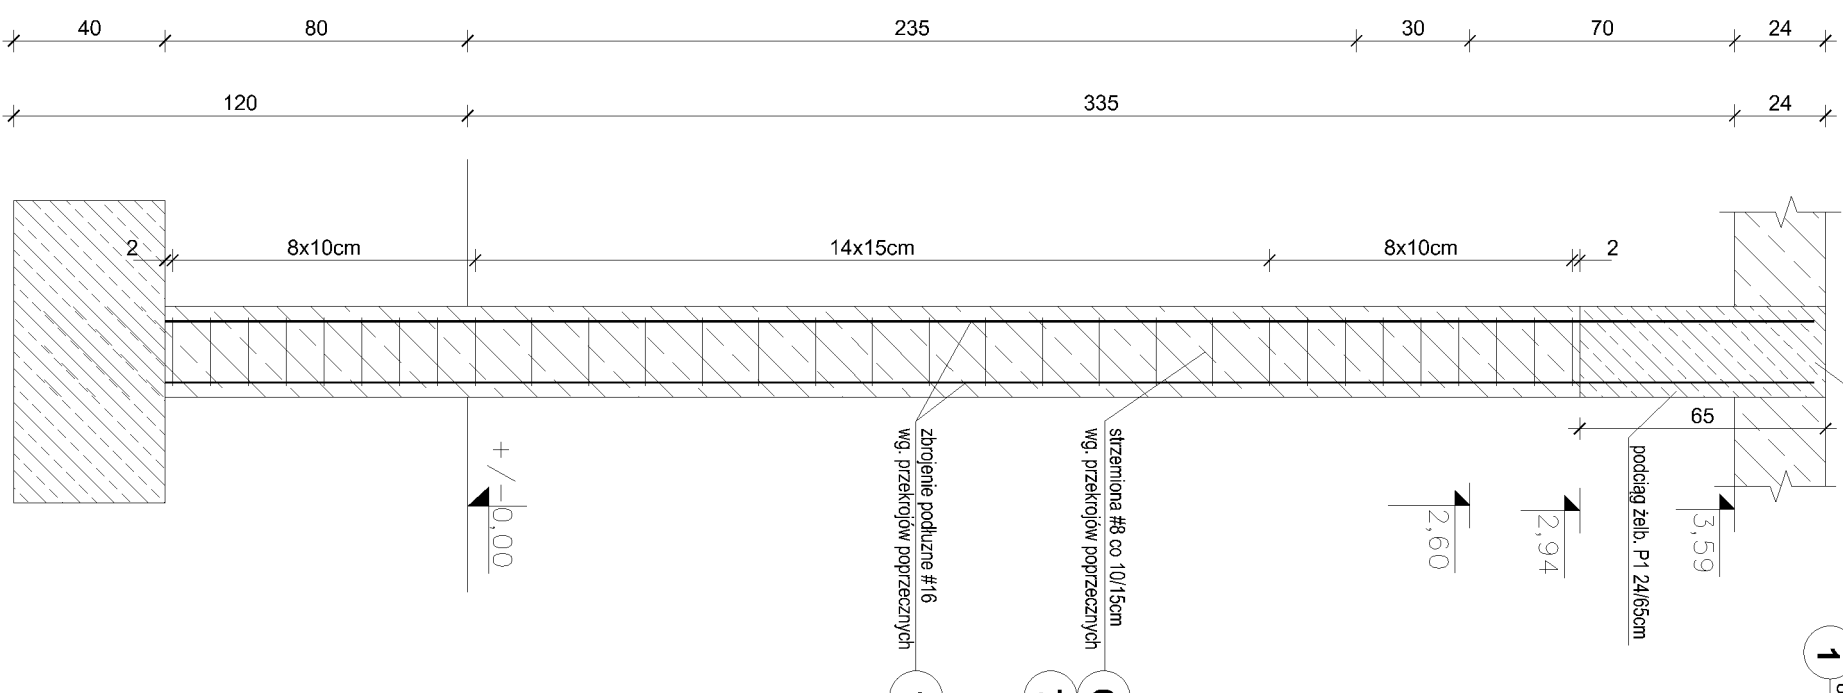 40 80 235 30 70 24
120 335 24
2 8x10cm 14x15cm 8x10cm 2
65
+/-0,00
zbrojenie podłużne #16
wg. przekrojów poprzecznych
strzemiona #8 co 10/15cm
wg. przekrojów poprzecznych
2,60
2,94
3,59
podciąg żelb. P1 24/65cm
1